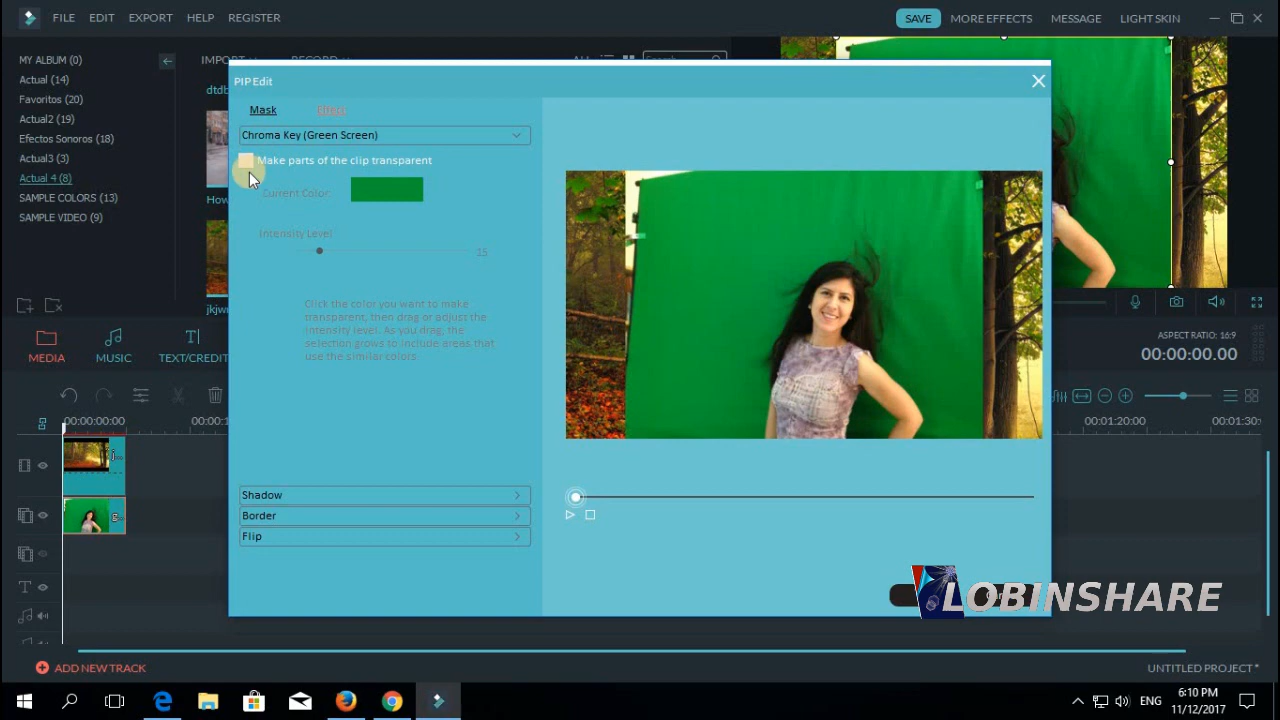 FILE EDIT EXPORT HELP REGISTER SAVE MORE EFFECTS MESSAGE LIGHT SKIN
MY ALBUM (0)
Actual (14)
Favoritos (20)
Actual2 (19)
Efectos Sonoros (18)
Actual3 (3)
Actual 4 (8)
SAMPLE COLORS (13)
SAMPLE VIDEO (9)
PIP Edit
Mask Effect
Chroma Key (Green Screen)
Make parts of the clip transparent
Current Color:
Intensity Level
15
Click the color you want to make
transparent, then drag or adjust the
intensity level. As you drag, the
selection grows to include areas that
use the similar colors.
Shadow
Border
Flip
MEDIA MUSIC TEXT/CREDIT
ASPECT RATIO: 16:9
00:00:00.00
00:00:00:00 00:01:20:00 00:01:30:
LOBINSHARE
ADD NEW TRACK
UNTITLED PROJECT *
ENG
6:10 PM
11/12/2017